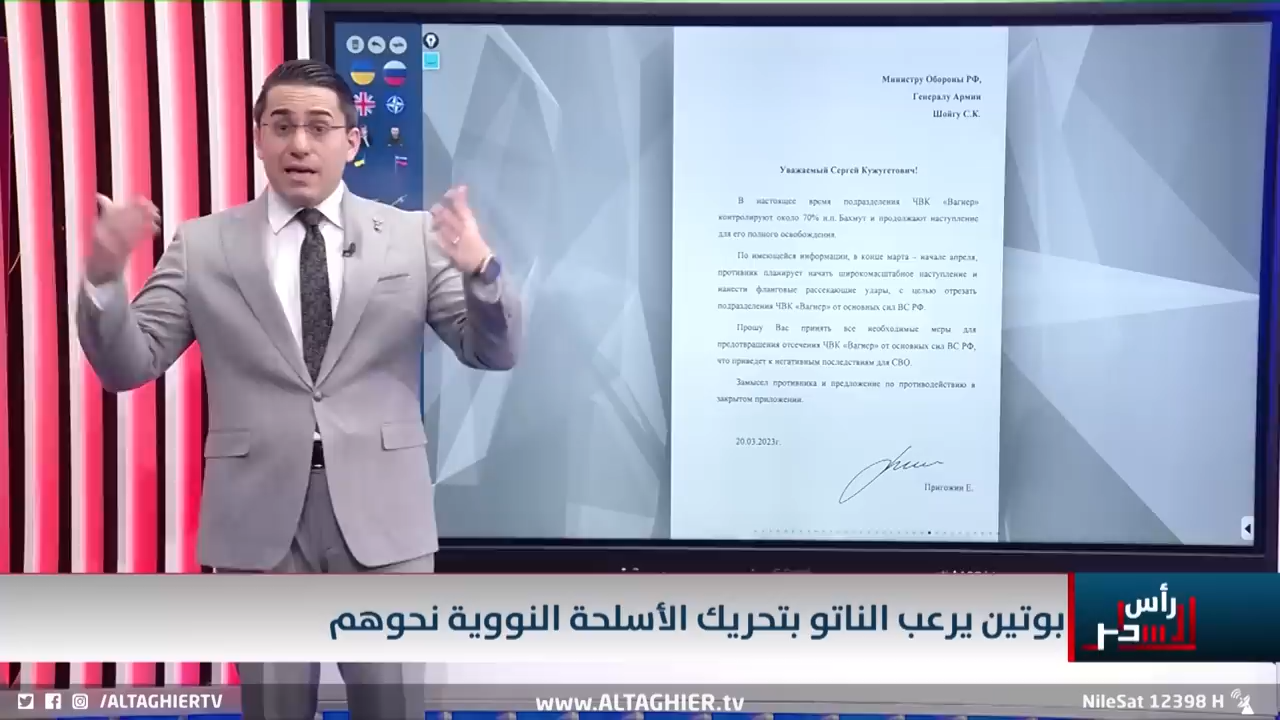 Министру Обороны РФ,
Генералу Армии
Шойгу С.К.
Уважаемый Сергей Кужугетович!
В настоящее время подразделения ЧВК «Вагнер»
контролируют около 70% н.п. Бахмут и продолжают наступление
для его полного освобождения.
По имеющейся информации, в конце марта – начале апреля,
противник планирует начать широкомасштабное наступление и
нанести фланговые рассекающие удары, с целью отрезать
подразделения ЧВК «Вагнер» от основных сил ВС РФ.
Прошу Вас принять все необходимые меры для
предотвращения отсечения ЧВК «Вагнер» от основных сил ВС РФ,
что приведет к негативным последствиям для СВО.
Замысел противника и предложение по противодействию в
закрытом приложении.
20.03.2023г.
Пригожин Е.
بوتين يرعب الناتو بتحريك الأسلحة النووية نحوهم
رأس
السطر
/ALTAGHIERTV
www.ALTAGHIER.tv
NileSat 12398 H